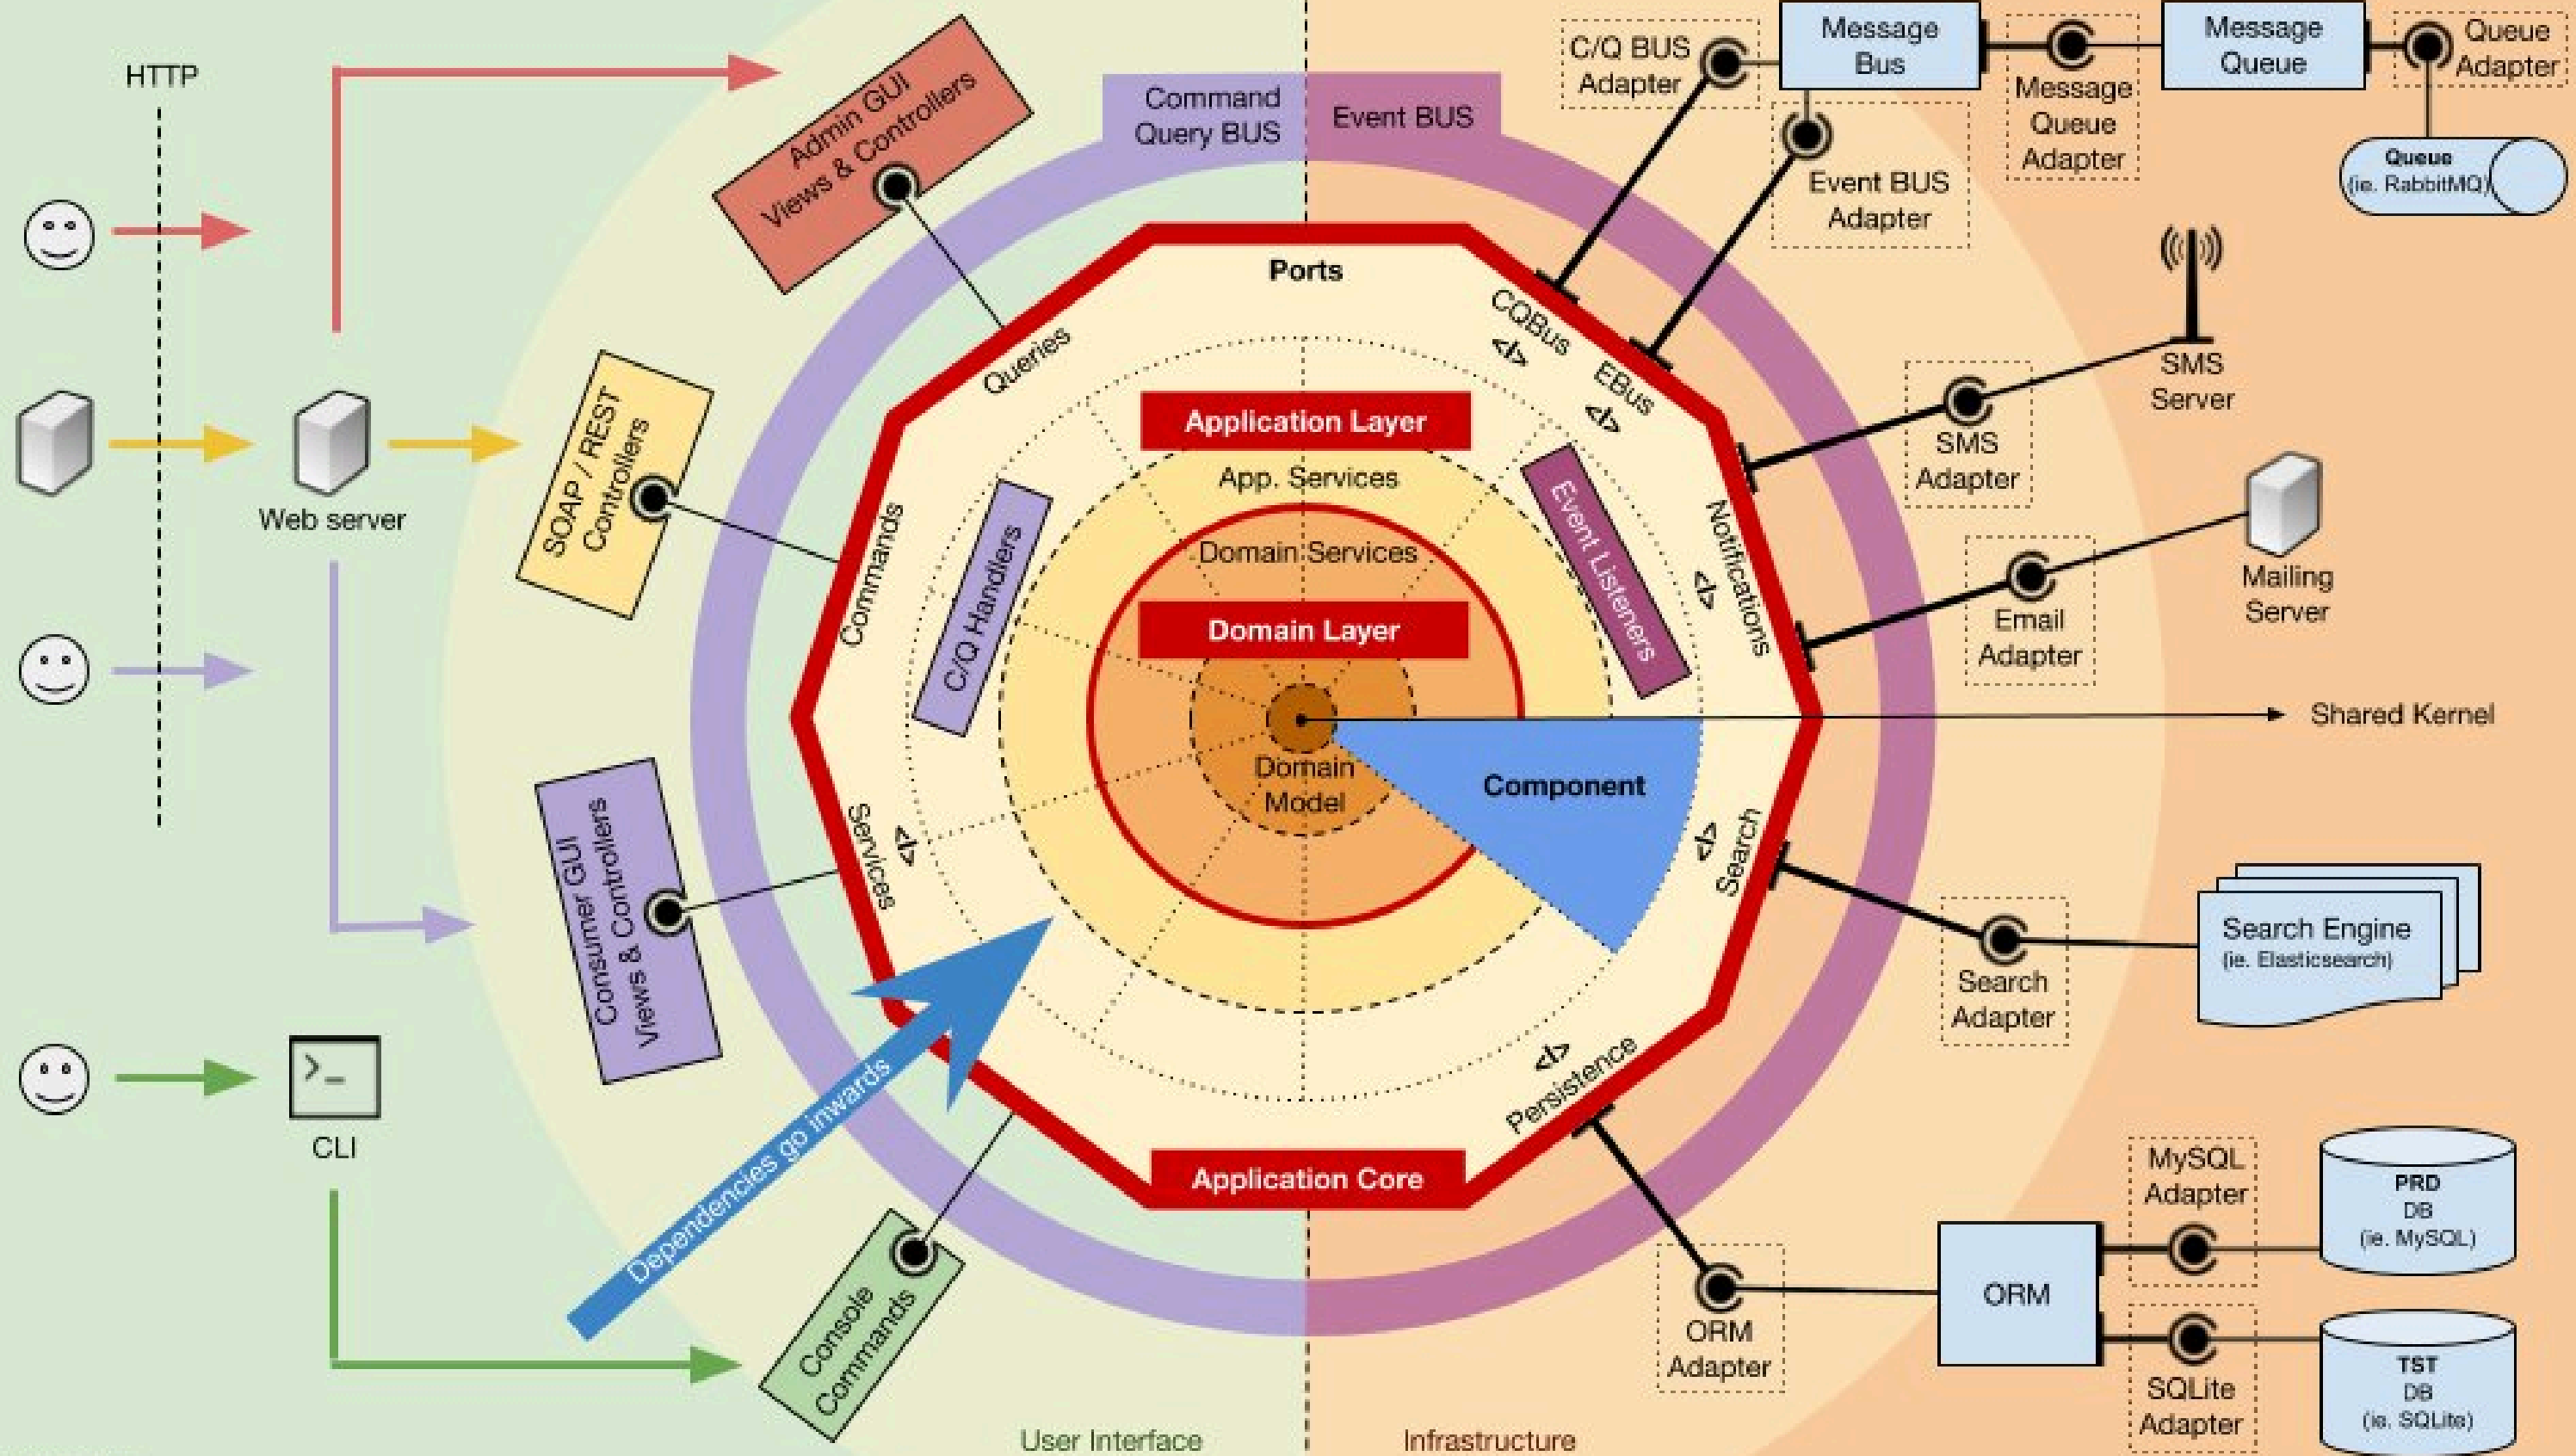 HTTP
Web server
CLI
Admin GUI
Views & Controllers
SOAP / REST
Controllers
Consumer GUI
Views & Controllers
Console
Commands
Dependencies go inwards
Command
Query BUS
Event BUS
Ports
Queries
Commands
Services
</>
CQBus
</>
EBus
</>
Notifications
</>
Search
</>
Persistence
</>
Application Layer
App. Services
C/Q Handlers
Event Listeners
Domain Services
Domain Layer
Domain
Model
Component
Application Core
User Interface
Infrastructure
C/Q BUS
Adapter
Message
Bus
Event BUS
Adapter
Message
Queue
Adapter
Message
Queue
Queue
Adapter
Queue
(ie. RabbitMQ)
SMS
Server
SMS
Adapter
Mailing
Server
Email
Adapter
Shared Kernel
Search Engine
(ie. Elasticsearch)
Search
Adapter
ORM
Adapter
ORM
MySQL
Adapter
PRD
DB
(ie. MySQL)
SQLite
Adapter
TST
DB
(ie. SQLite)